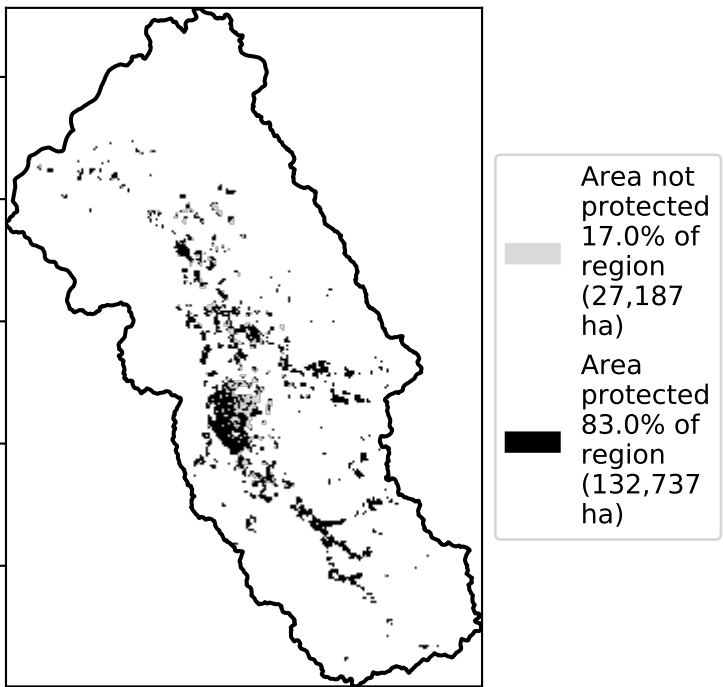 Area not
protected
17.0% of
region
(27,187
ha)
Area
protected
83.0% of
region
(132,737
ha)